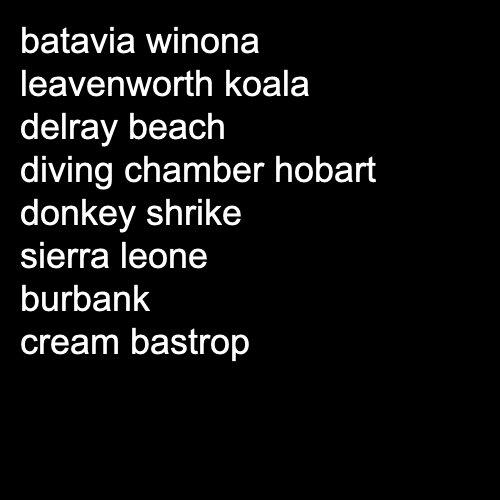 batavia winona
leavenworth koala
delray beach
diving chamber hobart
donkey shrike
sierra leone
burbank
cream bastrop